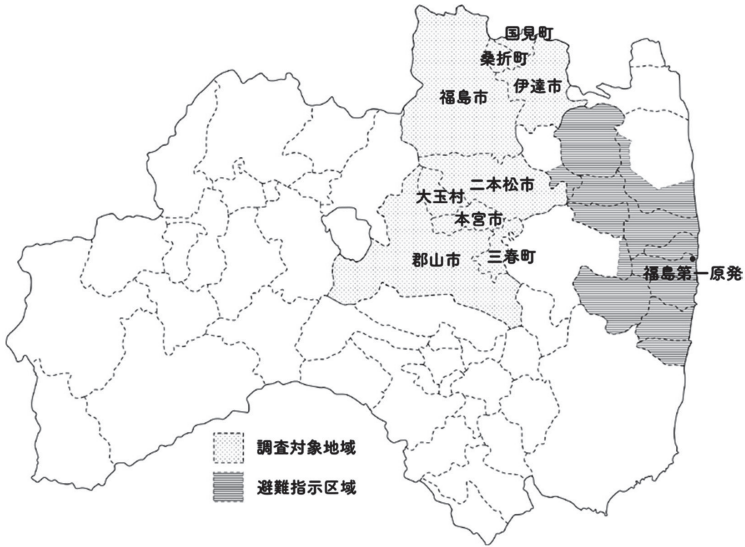 国見町
桑折町
伊達市
福島市
二本松市
大玉村
本宮市
三春町
郡山市
福島第一原発
調査対象地域
避難指示区域